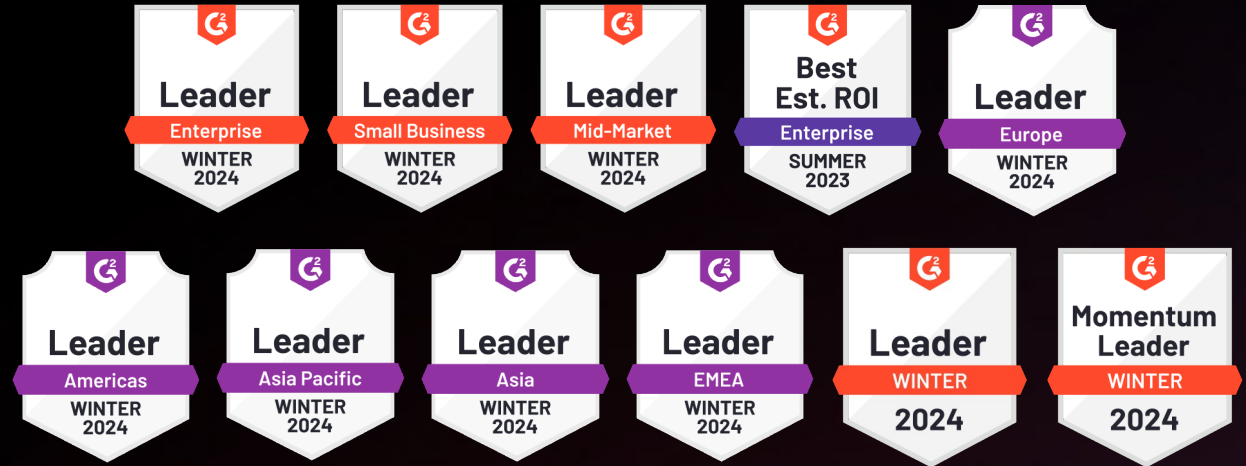 G2
Leader
Enterprise
WINTER
2024
G2
Leader
Small Business
WINTER
2024
G2
Leader
Mid-Market
WINTER
2024
G2
Best
Est. ROI
Enterprise
SUMMER
2023
G2
Leader
Europe
WINTER
2024
G2
Leader
Americas
WINTER
2024
G2
Leader
Asia Pacific
WINTER
2024
G2
Leader
Asia
WINTER
2024
G2
Leader
EMEA
WINTER
2024
G2
Leader
WINTER
2024
G2
Momentum
Leader
WINTER
2024